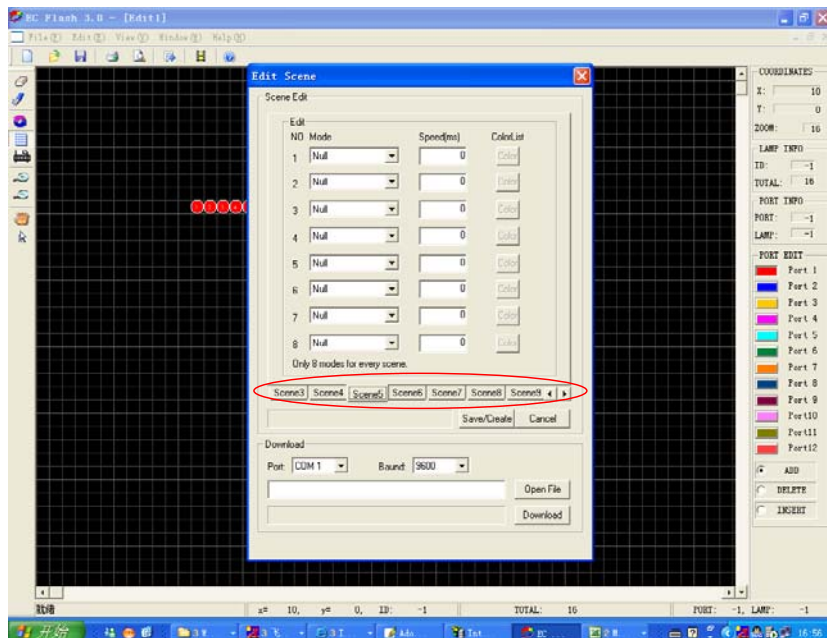 EC Flash 3.0 - [Edit1]
File(F) Edit(E) View(V) Window(W) Help(H)
Edit Scene
Scene Edit
Edit
NO Mode Speed(ms) ColorList
1 Null 0 Color
2 Null 0 Color
3 Null 0 Color
4 Null 0 Color
5 Null 0 Color
6 Null 0 Color
7 Null 0 Color
8 Null 0 Color
Only 8 modes for every scene.
Scene3 Scene4 Scene5 Scene6 Scene7 Scene8 Scene9
Save/Create Cancel
Download
Port: COM 1 Baund: 9600
Open File
Download
COORDINATES
X: 10
Y: 0
ZOOM: 16
LAMP INFO
ID: -1
TOTAL: 16
PORT INFO
PORT: -1
LAMP: -1
PORT EDIT
Port 1
Port 2
Port 3
Port 4
Port 5
Port 6
Port 7
Port 8
Port 9
Port10
Port11
Port12
ADD
DELETE
INSERT
就绪 x= 10, y= 0, ID: -1 TOTAL: 16 PORT: -1, LAMP: -1
开始 16:56